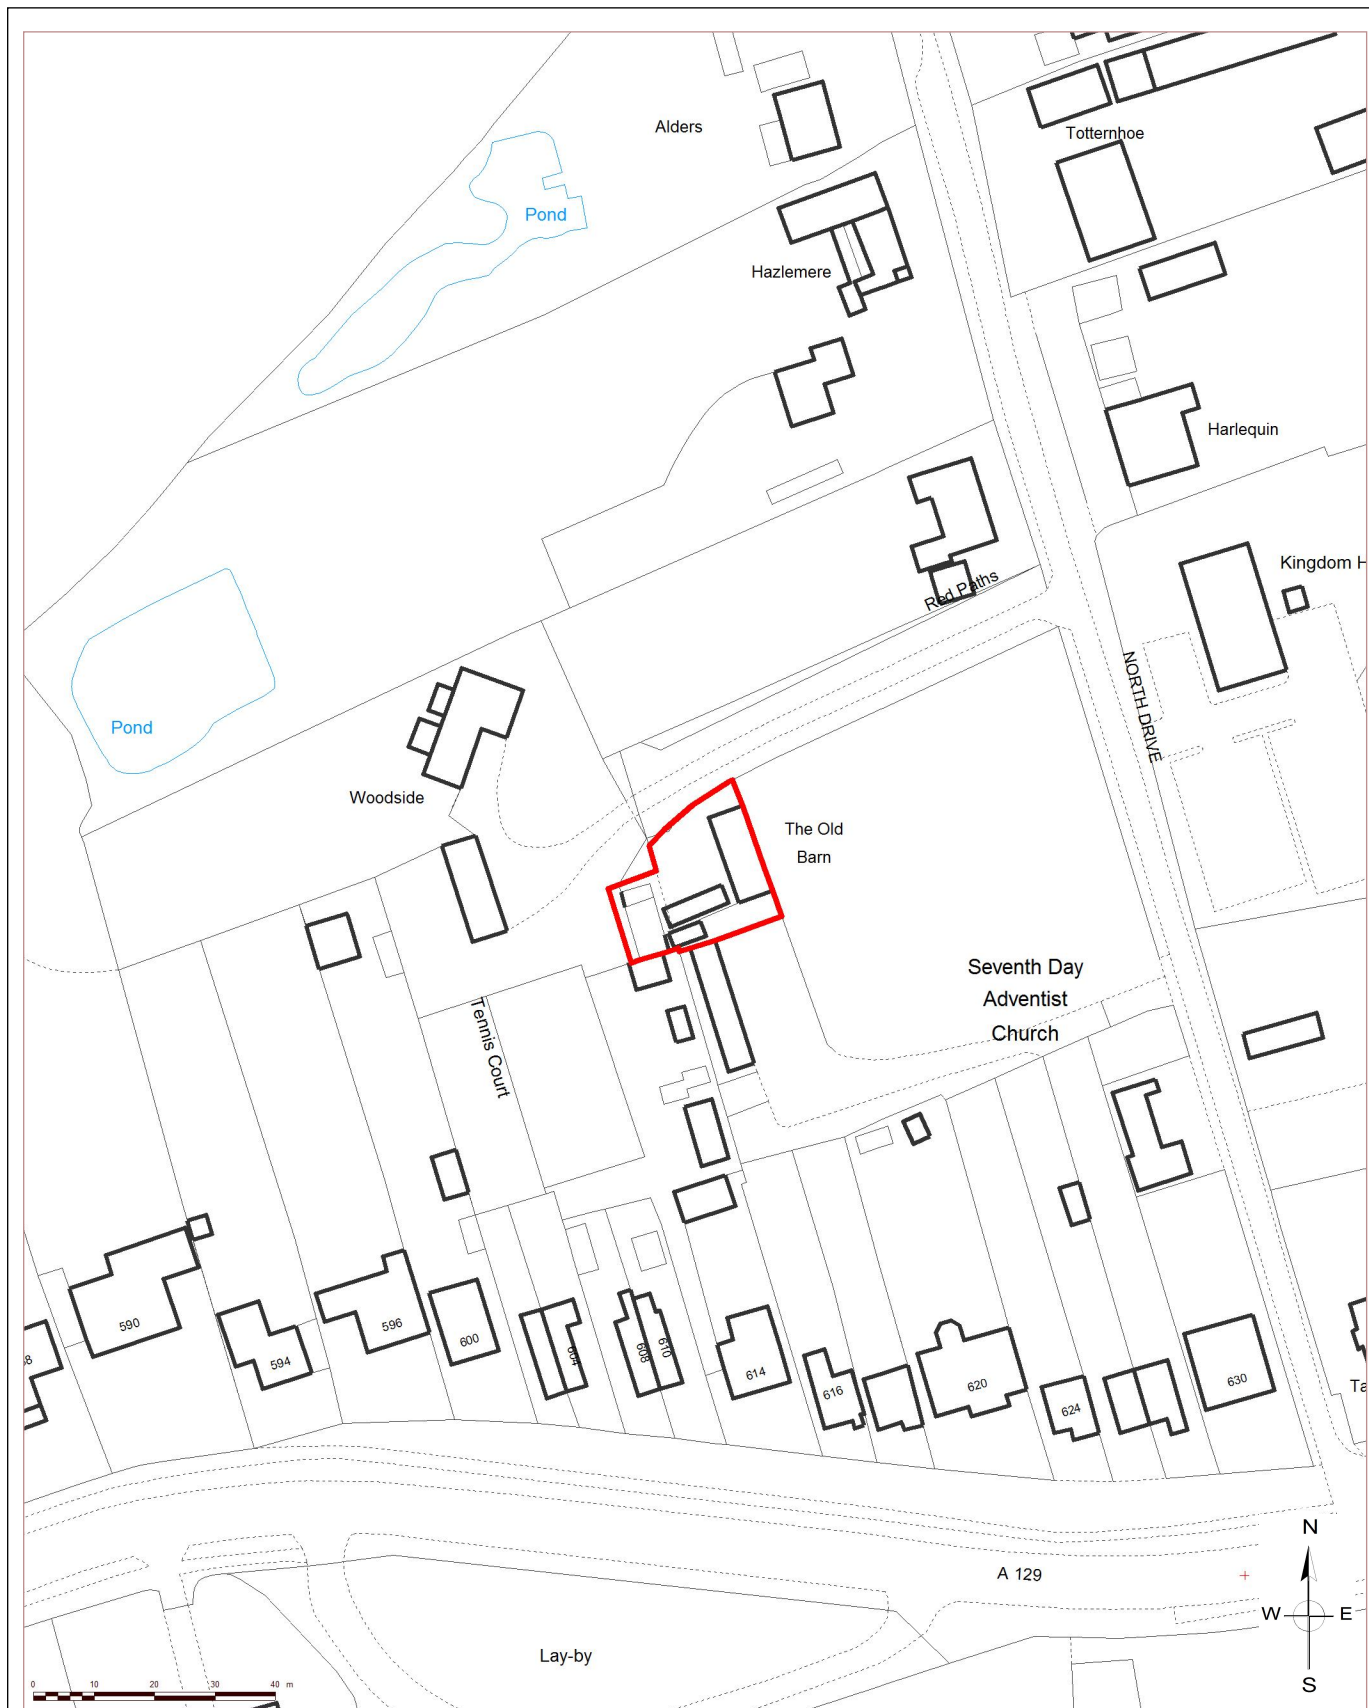 Alders
Totternhoe
Pond
Hazlemere
Harlequin
Kingdom H
Red Paths
NORTH DRIVE
Pond
Woodside
The Old
Barn
Seventh Day
Adventist
Church
Tennis Court
590
594
596
600
604
608
610
614
616
620
624
630
8
Ta
A 129
N
W
E
S
Lay-by
0 10 20 30 40 m